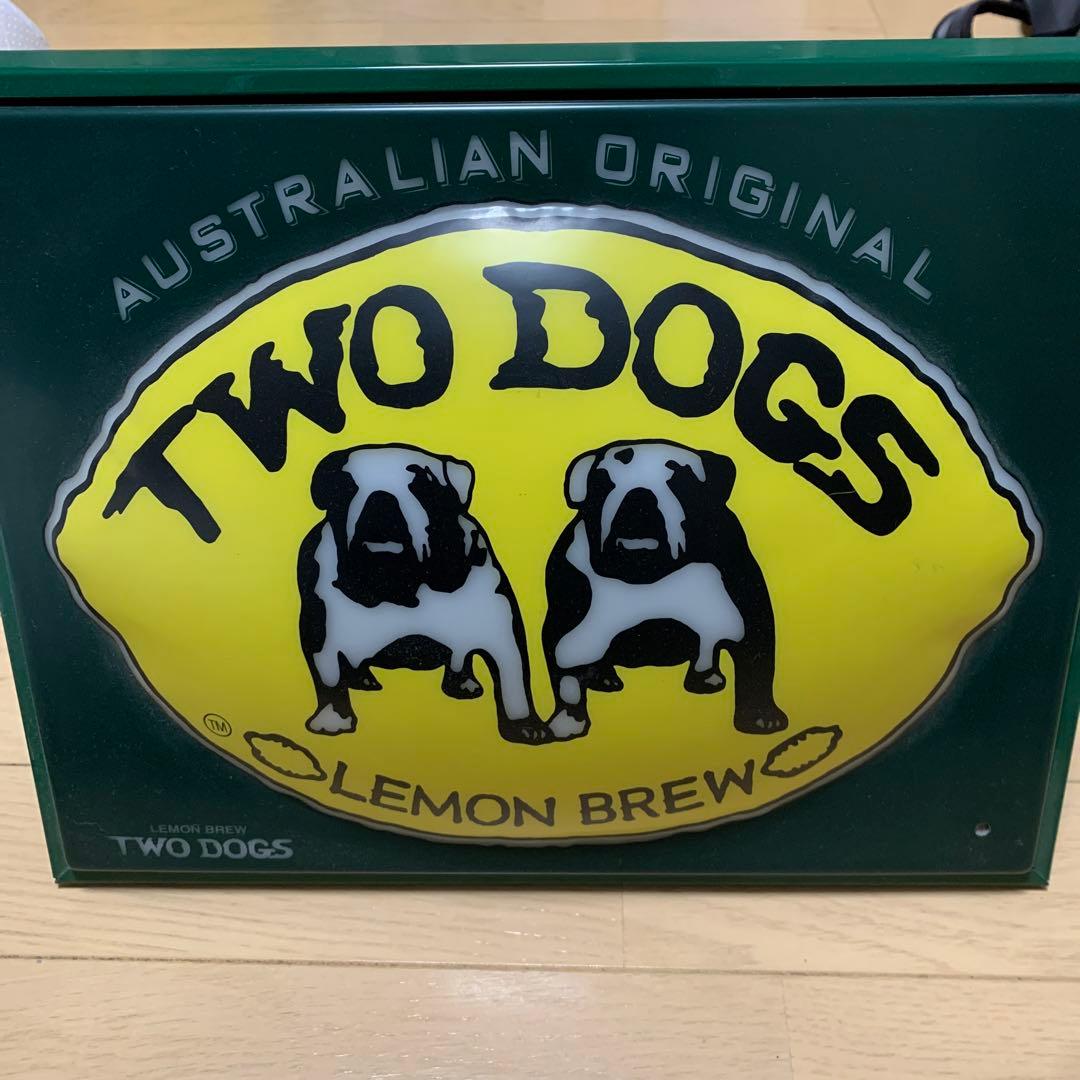 AUSTRALIAN ORIGINAL
TWO DOGS
TM
LEMON BREW
LEMON BREW
TWO DOGS